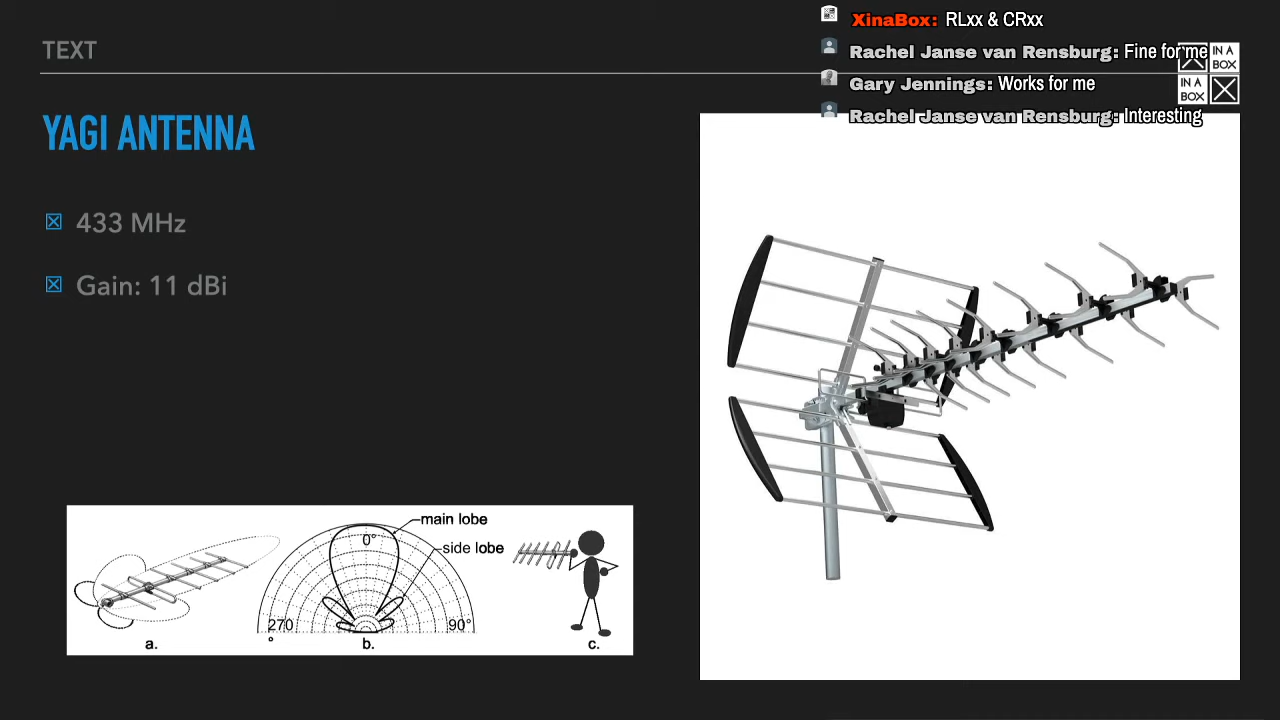 TEXT
XinaBox: RLxx & CRxx
Rachel Janse van Rensburg: Fine for me
Gary Jennings: Works for me
Rachel Janse van Rensburg: Interesting
IN A
BOX
IN A
BOX
YAGI ANTENNA
433 MHz
Gain: 11 dBi
main lobe
0°
side lobe
270
°
90°
a.
b.
c.